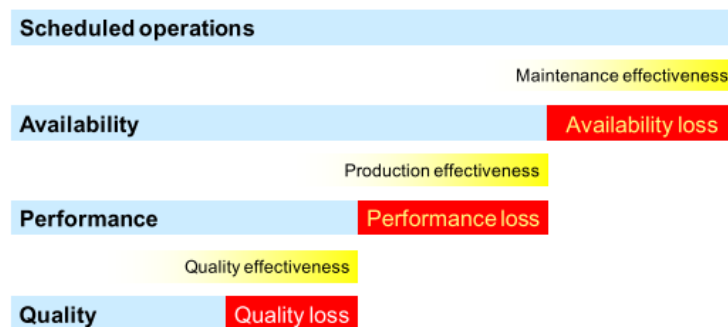 Scheduled operations
Maintenance effectiveness
Availability
Availability loss
Production effectiveness
Performance
Performance loss
Quality effectiveness
Quality
Quality loss